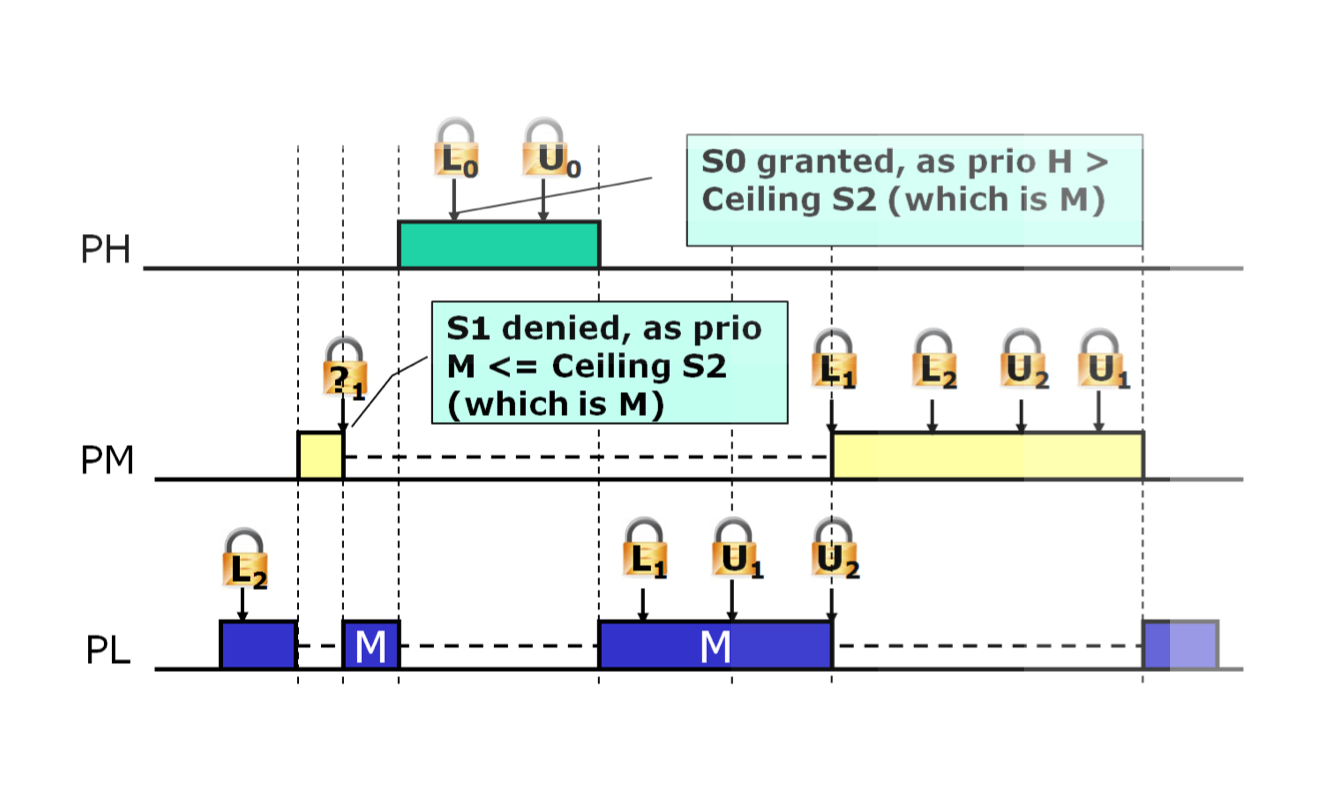 L0 U0
S0 granted, as prio H >
Ceiling S2 (which is M)
PH
S1 denied, as prio
M <= Ceiling S2
(which is M)
?1
L1 L2 U2 U1
PM
L2
L1 U1 U2
PL
M M